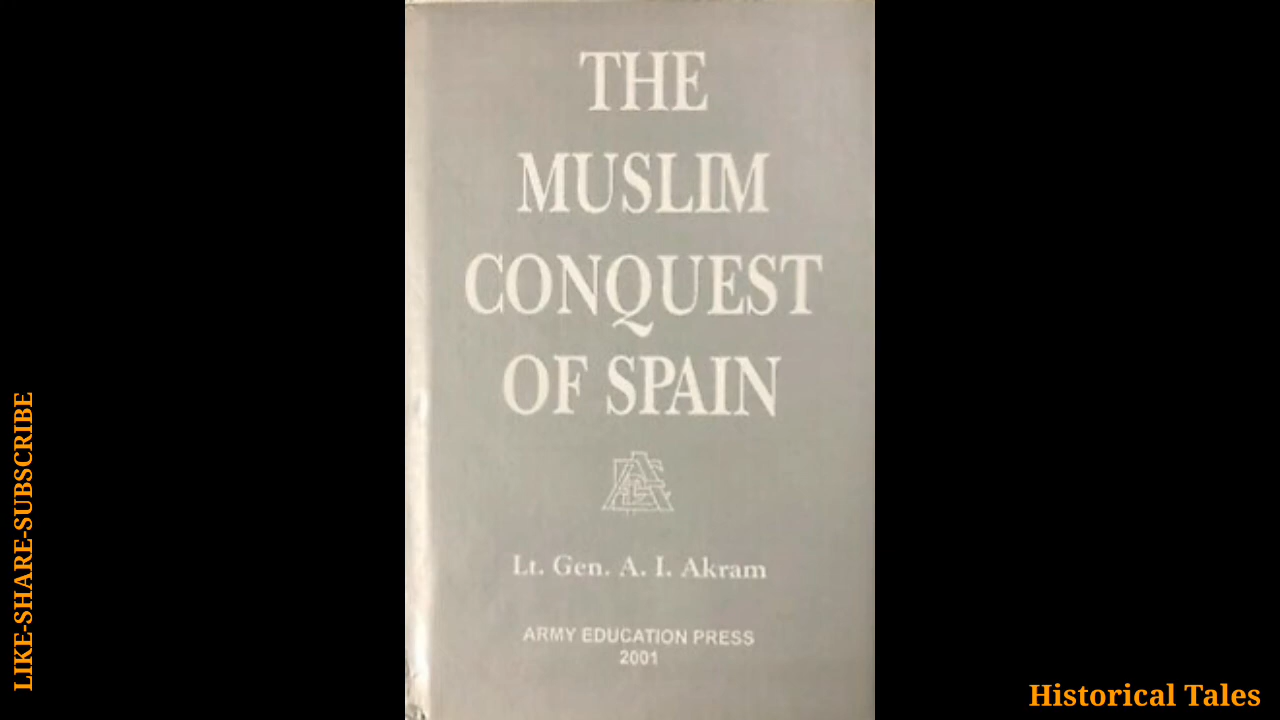 THE
MUSLIM
CONQUEST
OF SPAIN
Lt. Gen. A. I. Akram
ARMY EDUCATION PRESS
2001
LIKE-SHARE-SUBSCRIBE
Historical Tales